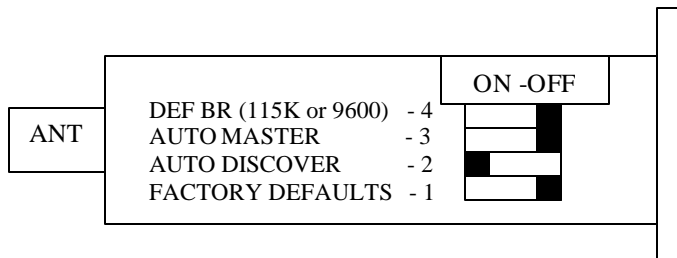 ON -OFF
DEF BR (115K or 9600) - 4
ANT
AUTO MASTER - 3
AUTO DISCOVER - 2
FACTORY DEFAULTS - 1